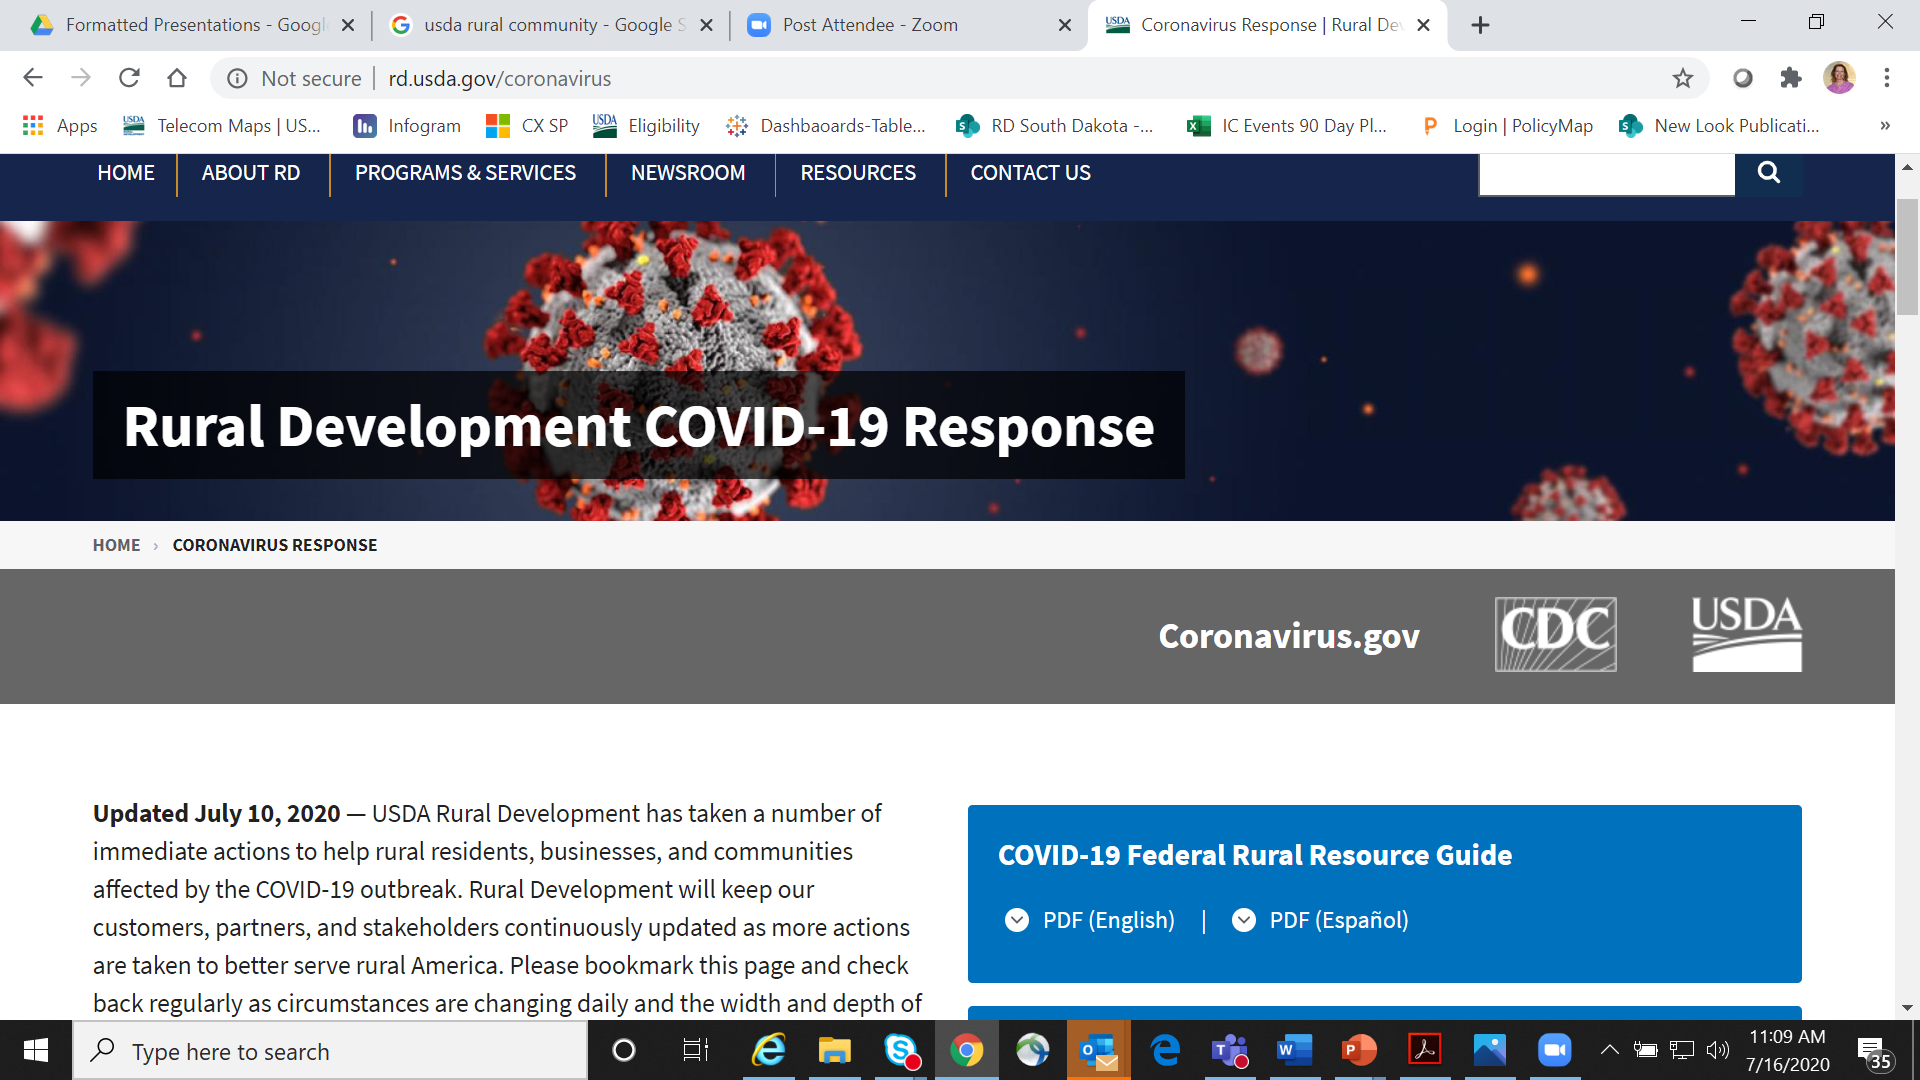 Formatted Presentations - Googl
usda rural community - Google S
Post Attendee - Zoom
USDA
Coronavirus Response | Rural Dev
Not secure
rd.usda.gov/coronavirus
Apps
USDA
Telecom Maps | US...
Infogram
CX SP
USDA
Eligibility
Dashbaoards-Table...
RD South Dakota -...
IC Events 90 Day Pl...
Login | PolicyMap
New Look Publicati...
»
HOME
ABOUT RD
PROGRAMS & SERVICES
NEWSROOM
RESOURCES
CONTACT US
Rural Development COVID-19 Response
HOME › CORONAVIRUS RESPONSE
Coronavirus.gov
CDC
USDA
Updated July 10, 2020 — USDA Rural Development has taken a number of
immediate actions to help rural residents, businesses, and communities
affected by the COVID-19 outbreak. Rural Development will keep our
customers, partners, and stakeholders continuously updated as more actions
are taken to better serve rural America. Please bookmark this page and check
back regularly as circumstances are changing daily and the width and depth of
COVID-19 Federal Rural Resource Guide
PDF (English) | PDF (Español)
Type here to search
11:09 AM
7/16/2020
35